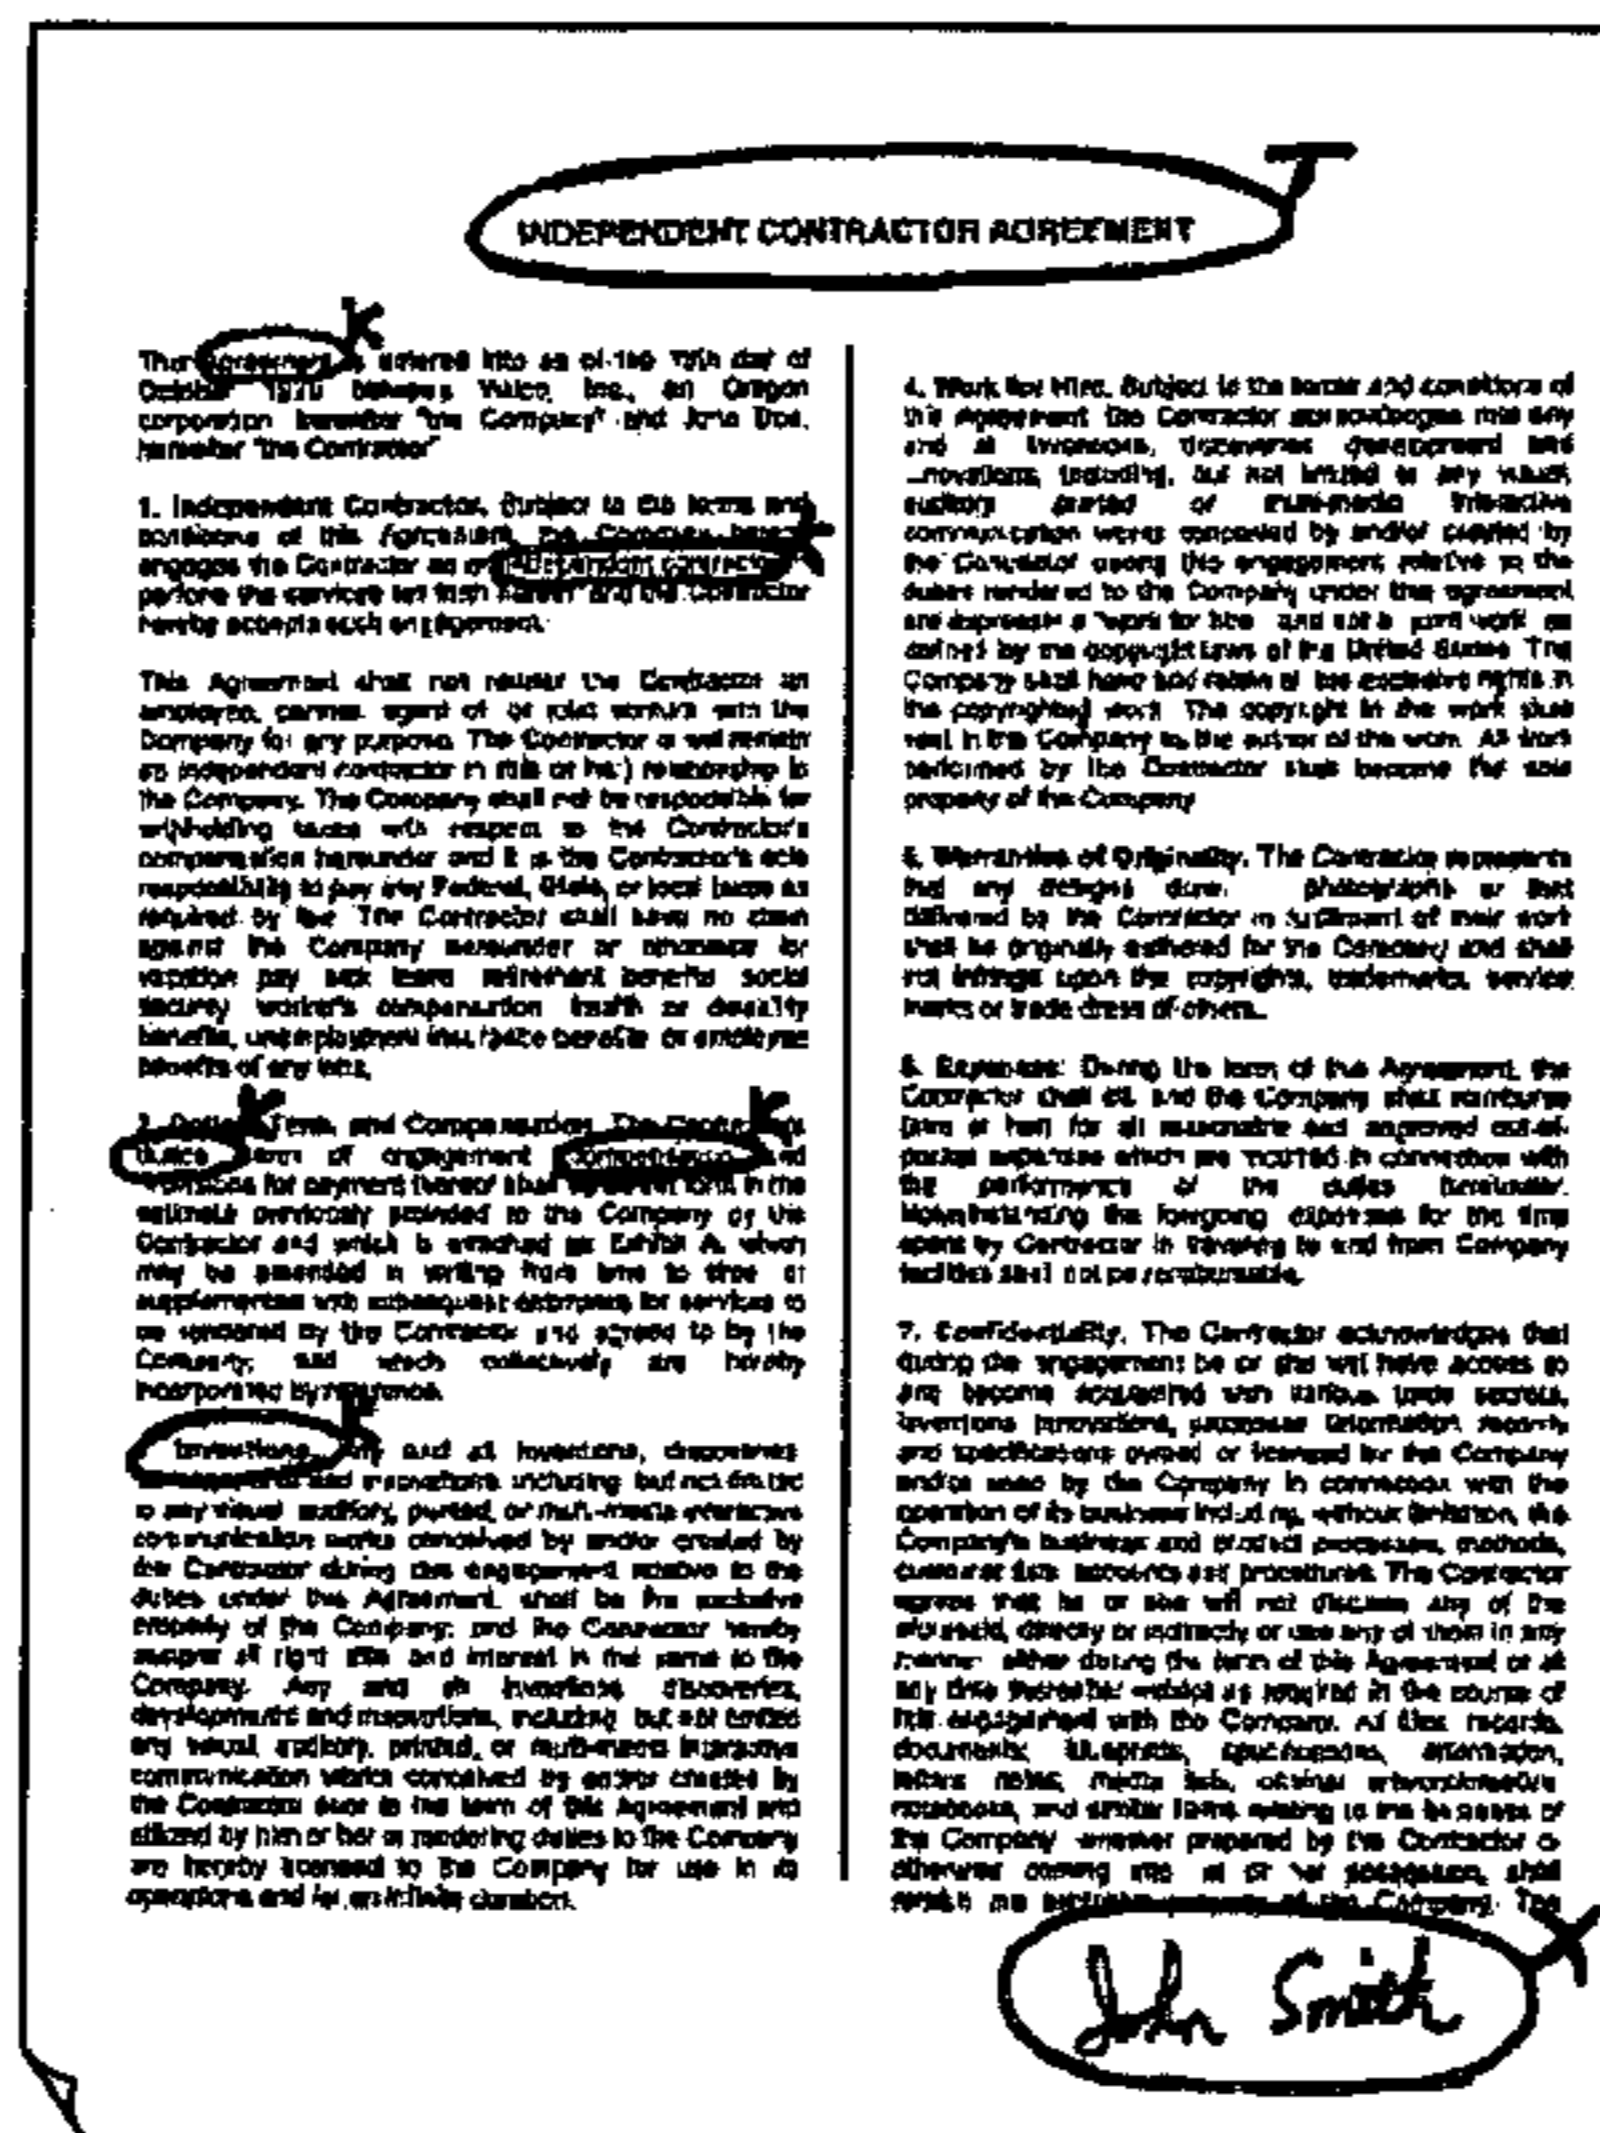 T
INDEPENDENT CONTRACTOR AGREEMENT
K
Agreement entered into as of the day of
October between Inc., an Oregon
corporation hereafter "the Company" and
hereafter "the Contractor"
1. Independent Contractor. Subject to the terms and
conditions of this Agreement, the Company hereby
K
engages the Contractor as an independent contractor
perform the services set forth herein and the Contractor
hereby accepts such engagement.
This Agreement shall not render the Contractor an
employee, partner, agent of, or joint venture with the
Company for any purpose. The Contractor is will remain
an independent contractor in relationship to
the Company. The Company shall not be responsible for
withholding taxes with respect to the Contractor's
compensation hereunder and it is the Contractor's sole
responsibility to pay any Federal, State, or local taxes as
required by law. The Contractor shall have no claim
against the Company hereunder or otherwise for
vacation pay sick leave retirement benefits social
security worker's compensation health or disability
benefits, unemployment insurance benefits or employee
benefits of any kind.
K
K
Term, and Compensation. The
Duties term of engagement compensation and
provisions for payment thereof shall forth in the
estimate previously provided to the Company by the
Contractor and which is attached as Exhibit A, which
may be amended in writing from time to time or
supplemented with subsequent estimates for services to
be rendered by the Contractor and agreed to by the
Company, and which collectively are hereby
incorporated by reference.
K
Inventions. Any and all inventions, discoveries
and innovations including but not limited
to any visual auditory, printed, or multi-media interactive
communication works conceived by and/or created by
the Contractor during this engagement relative to the
duties under this Agreement, shall be the exclusive
property of the Company; and the Contractor hereby
assigns all right title and interest in the same to the
Company. Any and all inventions discoveries,
developments and innovations, including but not limited
any visual, auditory, printed, or multi-media interactive
communication works conceived by and/or created by
the Contractor prior to the term of this Agreement and
utilized by him or her in rendering duties to the Company
are hereby licensed to the Company for use in its
operations and for an infinite duration.
4. Work for Hire. Subject to the terms and conditions of
this Agreement the Contractor acknowledges that any
and all inventions, discoveries development and
innovations, including, but not limited to any visual,
auditory printed or multi-media interactive
communication works conceived by and/or created by
the Contractor during this engagement relative to the
duties rendered to the Company under this agreement
are expressly a "work for hire" and not a joint work as
defined by the copyright laws of the United States The
Company shall have and retain all the exclusive rights in
the copyrighted work The copyright in the work shall
vest in the Company as the author of the work All work
performed by the Contractor shall become the sole
property of the Company
5. Warranties of Originality. The Contractor represents
that any designs photographs or that
delivered by the Contractor in fulfilment of their work
shall be originally authored for the Company and shall
not infringe upon the copyrights, trademarks, service
marks or trade dress of others.
6. Expenses: During the term of this Agreement, the
Contractor shall bill and the Company shall reimburse
[him or her] for all reasonable and approved out-of-
pocket expenses which are incurred in connection with
the performance of the duties hereunder.
Notwithstanding the foregoing expenses for the time
spent by Contractor in traveling to and from Company
facilities shall not be reimbursable.
7. Confidentiality. The Contractor acknowledges that
during the engagement he or she will have access to
and become acquainted with various trade secrets,
inventions innovations, processes information records
and specifications owned or licensed by the Company
and/or used by the Company in connection with the
operation of its business including, without limitation, the
Company's business and product processes, methods,
customer lists accounts and procedures. The Contractor
agrees that he or she will not disclose any of the
aforesaid, directly or indirectly or use any of them in any
manner either during the term of this Agreement or at
any time thereafter except as required in the course of
this engagement with the Company. All files records,
documents, blueprints, specifications, information,
letters notes, media lists, original artwork/creative
notebooks, and similar items relating to the business of
the Company whether prepared by the Contractor or
otherwise coming into his or her possession, shall
remain the exclusive property of the Company. The
John Smith
X